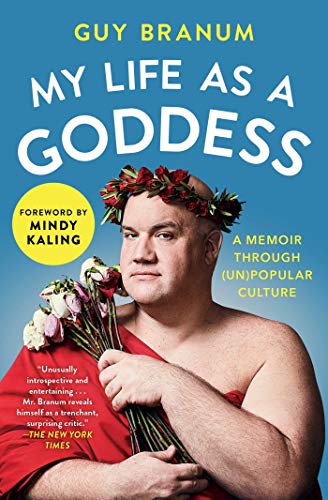 GUY BRANUM
MY LIFE AS A
GODDESS
FOREWORD BY
MINDY
KALING
A MEMOIR
THROUGH
(UN)POPULAR
CULTURE
"Unusually
introspective and
entertaining . . .
Mr. Branum reveals
himself as a trenchant,
surprising critic."
—THE NEW YORK
TIMES